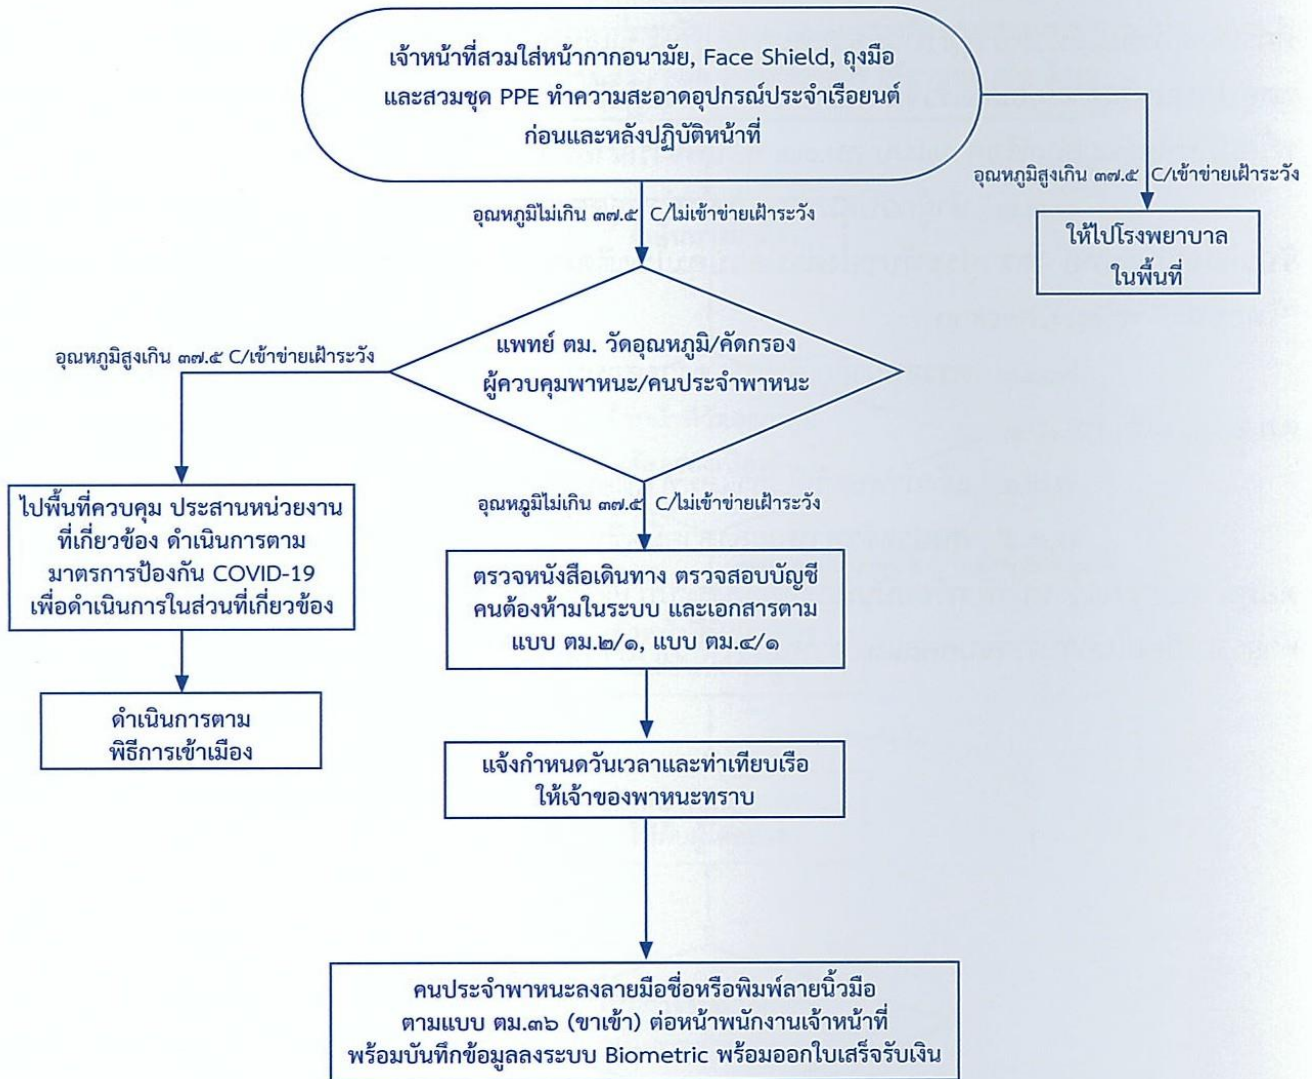 เจ้าหน้าที่สวมใส่หน้ากากอนามัย, Face Shield, ถุงมือ
และสวมชุด PPE ทำความสะอาดอุปกรณ์ประจำเรือยนต์
ก่อนและหลังปฏิบัติหน้าที่
อุณหภูมิสูงเกิน ๓๗.๕ C/เข้าข่ายเฝ้าระวัง
อุณหภูมิไม่เกิน ๓๗.๕ C/ไม่เข้าข่ายเฝ้าระวัง
ให้ไปโรงพยาบาล
ในพื้นที่
แพทย์ ตม. วัดอุณหภูมิ/คัดกรอง
ผู้ควบคุมพาหนะ/คนประจำพาหนะ
อุณหภูมิสูงเกิน ๓๗.๕ C/เข้าข่ายเฝ้าระวัง
ไปพื้นที่ควบคุม ประสานหน่วยงาน
ที่เกี่ยวข้อง ดำเนินการตาม
มาตรการป้องกัน COVID-19
เพื่อดำเนินการในส่วนที่เกี่ยวข้อง
อุณหภูมิไม่เกิน ๓๗.๕ C/ไม่เข้าข่ายเฝ้าระวัง
ตรวจหนังสือเดินทาง ตรวจสอบบัญชี
คนต้องห้ามในระบบ และเอกสารตาม
แบบ ตม.๒/๑, แบบ ตม.๔/๑
ดำเนินการตาม
พิธีการเข้าเมือง
แจ้งกำหนดวันเวลาและท่าเทียบเรือ
ให้เจ้าของพาหนะทราบ
คนประจำพาหนะลงลายมือชื่อหรือพิมพ์ลายนิ้วมือ
ตามแบบ ตม.๓๖ (ขาเข้า) ต่อหน้าพนักงานเจ้าหน้าที่
พร้อมบันทึกข้อมูลลงระบบ Biometric พร้อมออกใบเสร็จรับเงิน